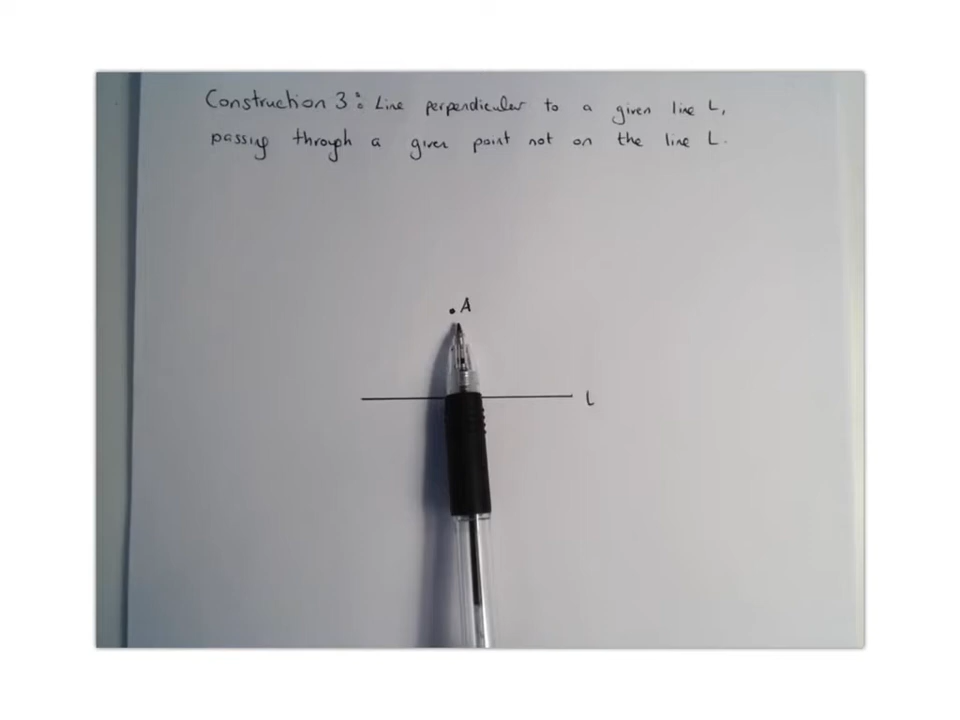 Construction 3: Line perpendicular to a given line L,
passing through a given point not on the line L.
A
L